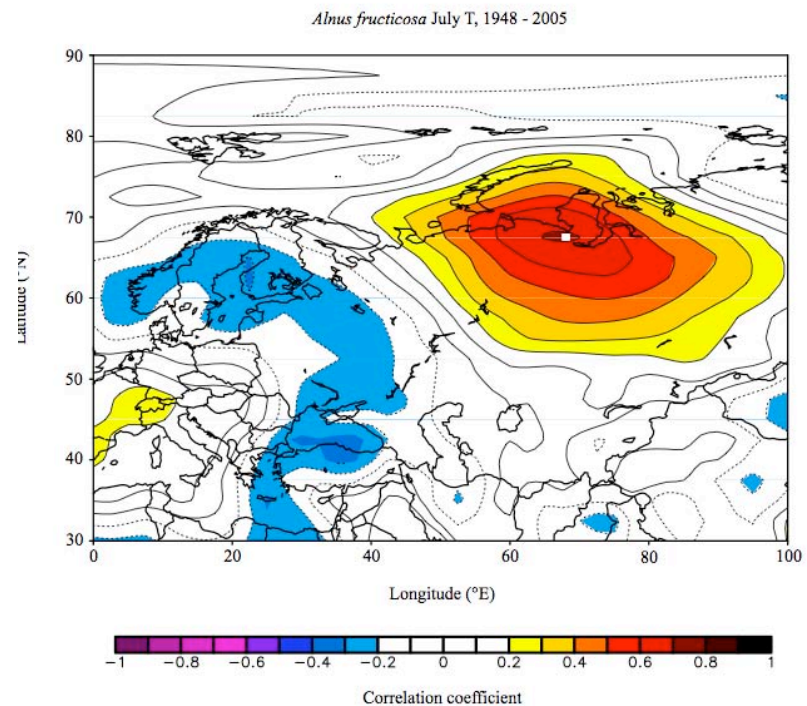 Alnus fructicosa July T, 1948 - 2005
90
80
70
60
50
40
30
Latitude (°N)
0 20 40 60 80 100
Longitude (°E)
−1 −0.8 −0.6 −0.4 −0.2 0 0.2 0.4 0.6 0.8 1
Correlation coefficient